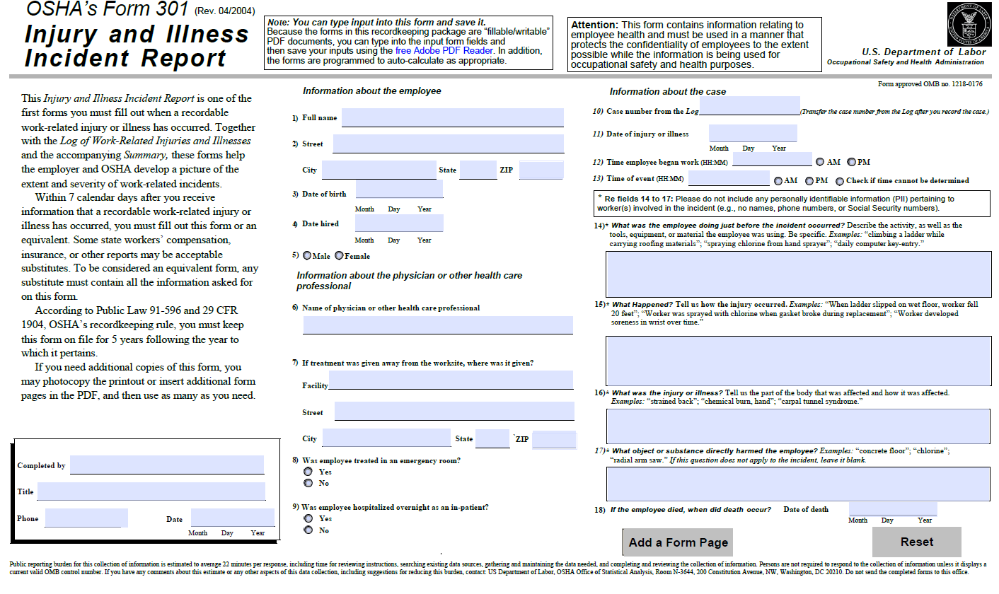 OSHA's Form 301 (Rev. 04/2004)
Injury and Illness
Incident Report
Note: You can type input into this form and save it.
Because the forms in this recordkeeping package are “fillable/writable”
PDF documents, you can type into the input form fields and
then save your inputs using the free Adobe PDF Reader. In addition,
the forms are programmed to auto-calculate as appropriate.
Attention: This form contains information relating to
employee health and must be used in a manner that
protects the confidentiality of employees to the extent
possible while the information is being used for
occupational safety and health purposes.
U.S. Department of Labor
Occupational Safety and Health Administration
Form approved OMB no. 1218-0176
This Injury and Illness Incident Report is one of the
first forms you must fill out when a recordable
work-related injury or illness has occurred. Together
with the Log of Work-Related Injuries and Illnesses
and the accompanying Summary, these forms help
the employer and OSHA develop a picture of the
extent and severity of work-related incidents.
Within 7 calendar days after you receive
information that a recordable work-related injury or
illness has occurred, you must fill out this form or an
equivalent. Some state workers' compensation,
insurance, or other reports may be acceptable
substitutes. To be considered an equivalent form, any
substitute must contain all the information asked for
on this form.
According to Public Law 91-596 and 29 CFR
1904, OSHA's recordkeeping rule, you must keep
this form on file for 5 years following the year to
which it pertains.
If you need additional copies of this form, you
may photocopy the printout or insert additional form
pages in the PDF, and then use as many as you need.
Completed by
Title
Phone Date
Month Day Year
Information about the employee
1) Full name
2) Street
City State ZIP
3) Date of birth
Month Day Year
4) Date hired
Month Day Year
5) Male Female
Information about the physician or other health care
professional
6) Name of physician or other health care professional
7) If treatment was given away from the worksite, where was it given?
Facility
Street
City State `ZIP
8) Was employee treated in an emergency room?
Yes
No
9) Was employee hospitalized overnight as an in-patient?
Yes
No
Information about the case
10) Case number from the Log (Transfer the case number from the Log after you record the case.)
11) Date of injury or illness
Month Day Year
12) Time employee began work (HH:MM) AM PM
13) Time of event (HH:MM) AM PM Check if time cannot be determined
* Re fields 14 to 17: Please do not include any personally identifiable information (PII) pertaining to
worker(s) involved in the incident (e.g., no names, phone numbers, or Social Security numbers).
14)* What was the employee doing just before the incident occurred? Describe the activity, as well as the
tools, equipment, or material the employee was using. Be specific. Examples: “climbing a ladder while
carrying roofing materials”; “spraying chlorine from hand sprayer”; “daily computer key-entry.”
15)* What Happened? Tell us how the injury occurred. Examples: “When ladder slipped on wet floor, worker fell
20 feet”; “Worker was sprayed with chlorine when gasket broke during replacement”; “Worker developed
soreness in wrist over time.”
16)* What was the injury or illness? Tell us the part of the body that was affected and how it was affected.
Examples: “strained back”; “chemical burn, hand”; “carpal tunnel syndrome.”
17)* What object or substance directly harmed the employee? Examples: “concrete floor”; “chlorine”;
“radial arm saw.” If this question does not apply to the incident, leave it blank.
18) If the employee died, when did death occur? Date of death
Month Day Year
Add a Form Page Reset
Public reporting burden for this collection of information is estimated to average 22 minutes per response, including time for reviewing instructions, searching existing data sources, gathering and maintaining the data needed, and completing and reviewing the collection of information. Persons are not required to respond to the collection of information unless it displays a
current valid OMB control number. If you have any comments about this estimate or any other aspects of this data collection, including suggestions for reducing this burden, contact: US Department of Labor, OSHA Office of Statistical Analysis, Room N-3644, 200 Constitution Avenue, NW, Washington, DC 20210. Do not send the completed forms to this office.